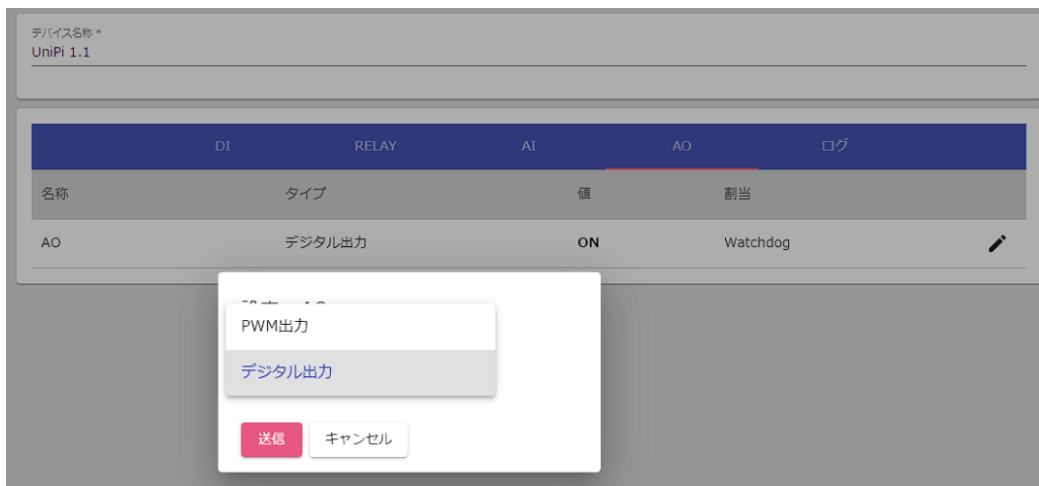 デバイス名称 *
UniPi 1.1
DI RELAY AI AO ログ
名称 タイプ 値 割当
AO デジタル出力 ON Watchdog
PWM出力
デジタル出力
送信 キャンセル